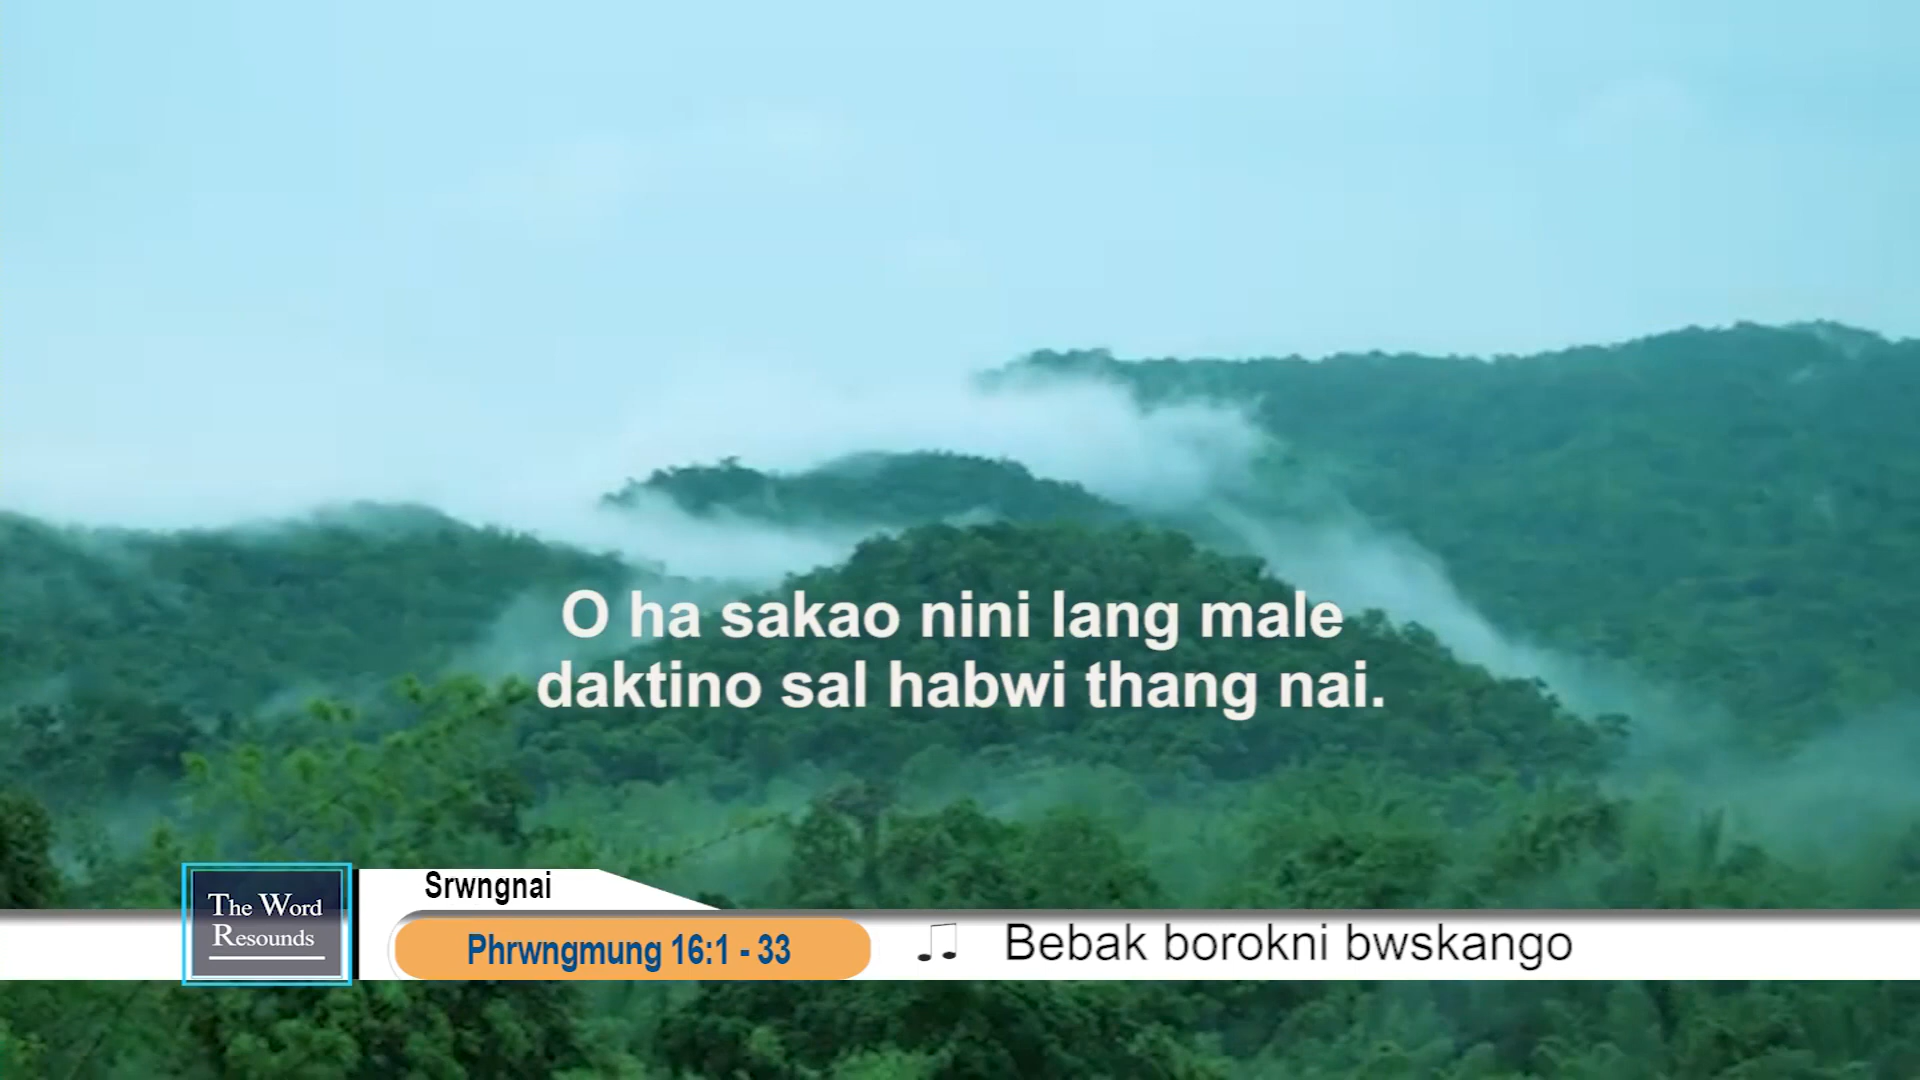 O ha sakao nini lang male
daktino sal habwi thang nai.
Srwngnai
The Word
Resounds
Phrwngmung 16:1 - 33
♫ Bebak borokni bwskango